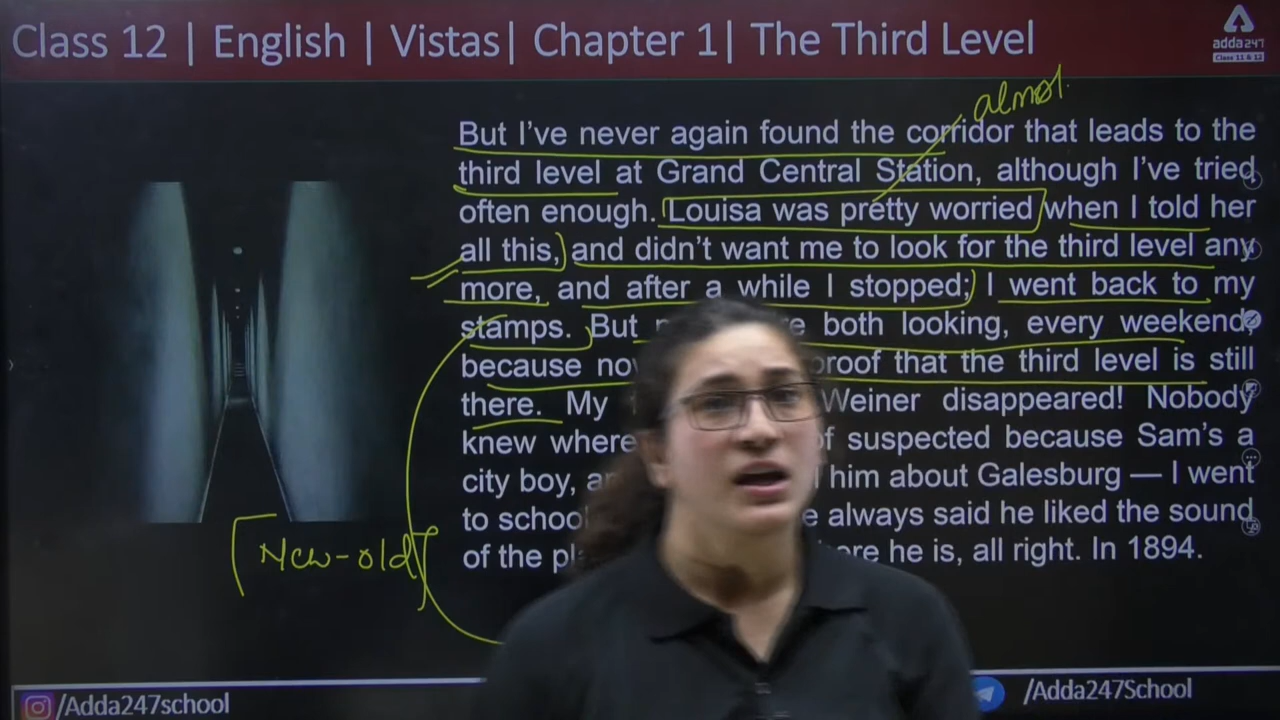 Class 12 | English | Vistas| Chapter 1| The Third Level
adda247
Class 11 & 12
almost
But I've never again found the corridor that leads to the
third level at Grand Central Station, although I've tried
often enough. Louisa was pretty worried when I told her
all this, and didn't want me to look for the third level any
more, and after a while I stopped; I went back to my
stamps. But both looking, every weekend,
because proof that the third level is still
there. My Weiner disappeared! Nobody
knew where suspected because Sam's a
city boy, him about Galesburg — I went
to school always said he liked the sound
of the he is, all right. In 1894.
New-old
/Adda247school
/Adda247School